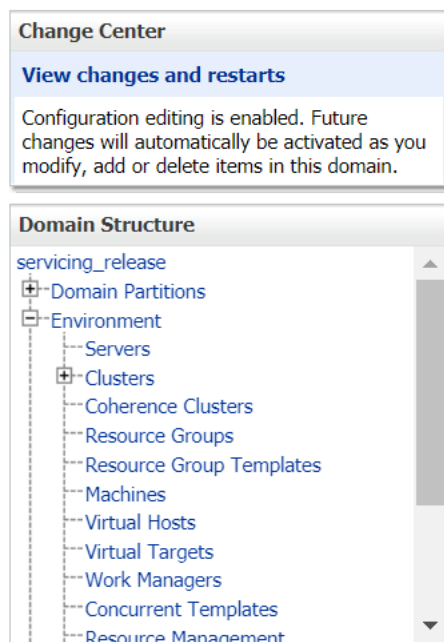 Change Center
View changes and restarts
Configuration editing is enabled. Future
changes will automatically be activated as you
modify, add or delete items in this domain.
Domain Structure
servicing_release
Domain Partitions
Environment
Servers
Clusters
Coherence Clusters
Resource Groups
Resource Group Templates
Machines
Virtual Hosts
Virtual Targets
Work Managers
Concurrent Templates
Resource Management